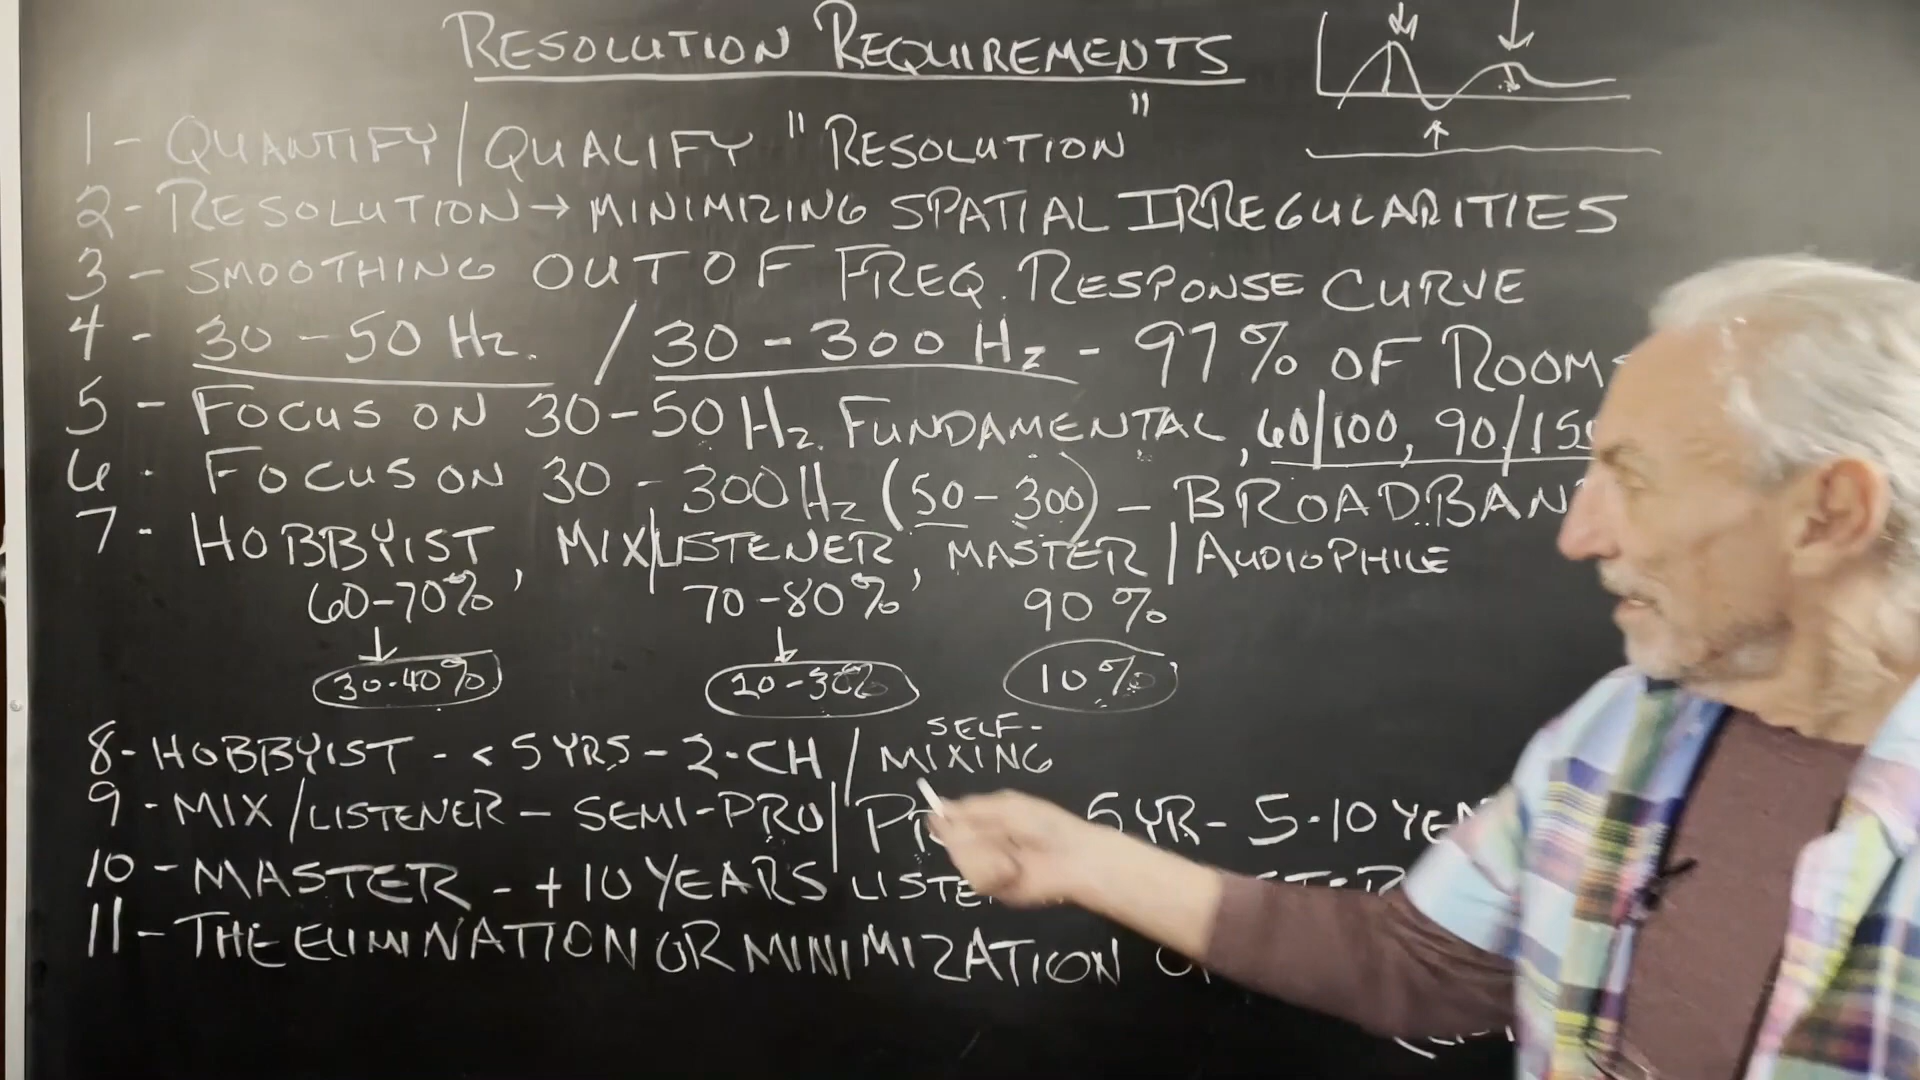 RESOLUTION REQUIREMENTS
1 - QUANTIFY/QUALIFY "RESOLUTION"
2 - RESOLUTION → MINIMIZING SPATIAL IRREGULARITIES
3 - SMOOTHING OUT OF FREQ. RESPONSE CURVE
4 - 30 - 50 Hz. / 30 - 300 Hz - 97% OF ROOMS
5 - FOCUS ON 30-50 Hz. FUNDAMENTAL, 60/100, 90/150
6 - FOCUS ON 30 - 300 Hz (50 - 300) - BROADBAND
7 - HOBBYIST, MIX/LISTENER, MASTER / AUDIOPHILE
60-70% 70-80% 90%
30-40% 20-30% 10%
8 - HOBBYIST - < 5 YRS - 2-CH / SELF-MIXING
9 - MIX/LISTENER - SEMI-PRO/ 5 YR - 5-10
10 - MASTER - +10 YEARS
11 - THE ELIMINATION OR MINIMIZATION